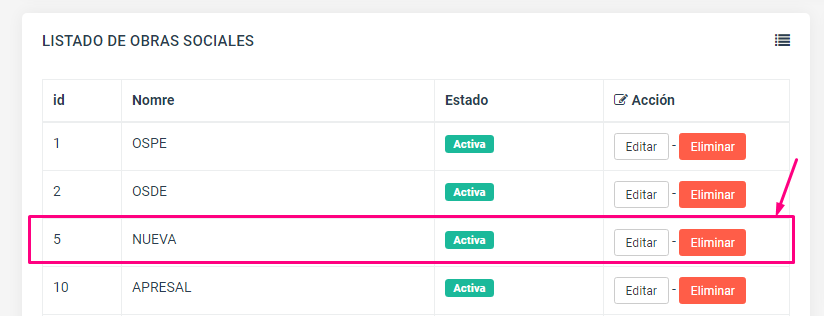 LISTADO DE OBRAS SOCIALES
id Nomre Estado Acción
1 OSPE Activa Editar - Eliminar
2 OSDE Activa Editar - Eliminar
5 NUEVA Activa Editar - Eliminar
10 APRESAL Activa Editar - Eliminar